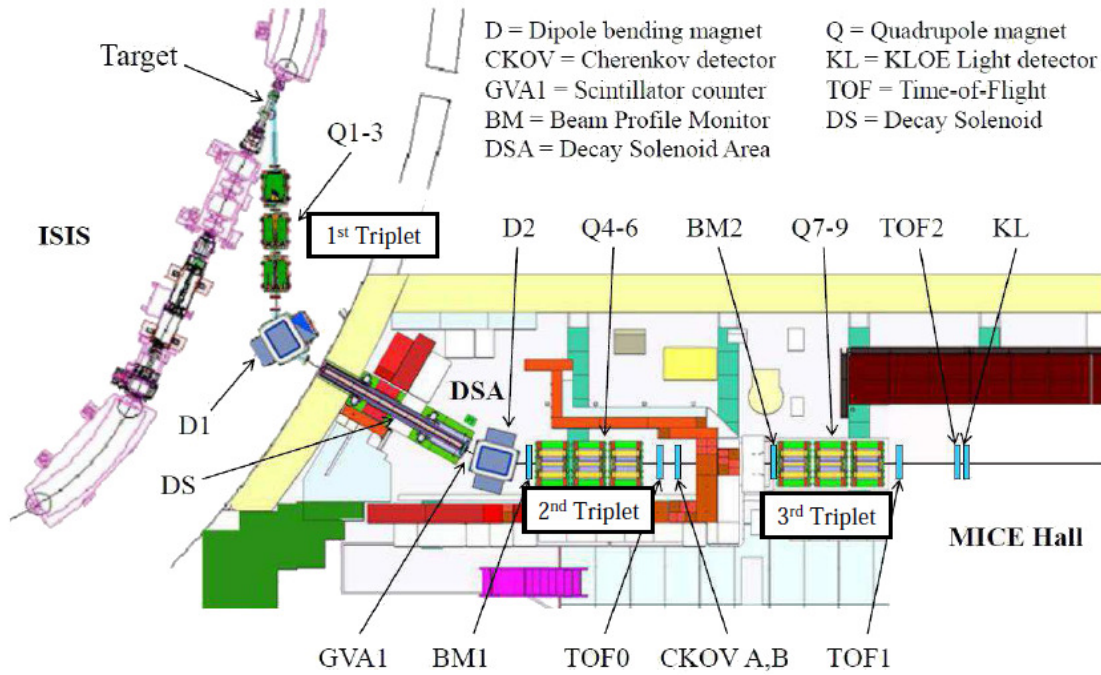 D = Dipole bending magnet
Q = Quadrupole magnet
CKOV = Cherenkov detector
KL = KLOE Light detector
GVA1 = Scintillator counter
TOF = Time-of-Flight
BM = Beam Profile Monitor
DS = Decay Solenoid
DSA = Decay Solenoid Area
Target
Q1-3
ISIS
1st Triplet
D2
Q4-6
BM2
Q7-9
TOF2
KL
D1
DSA
DS
2nd Triplet
3rd Triplet
MICE Hall
GVA1
BM1
TOF0
CKOV A,B
TOF1